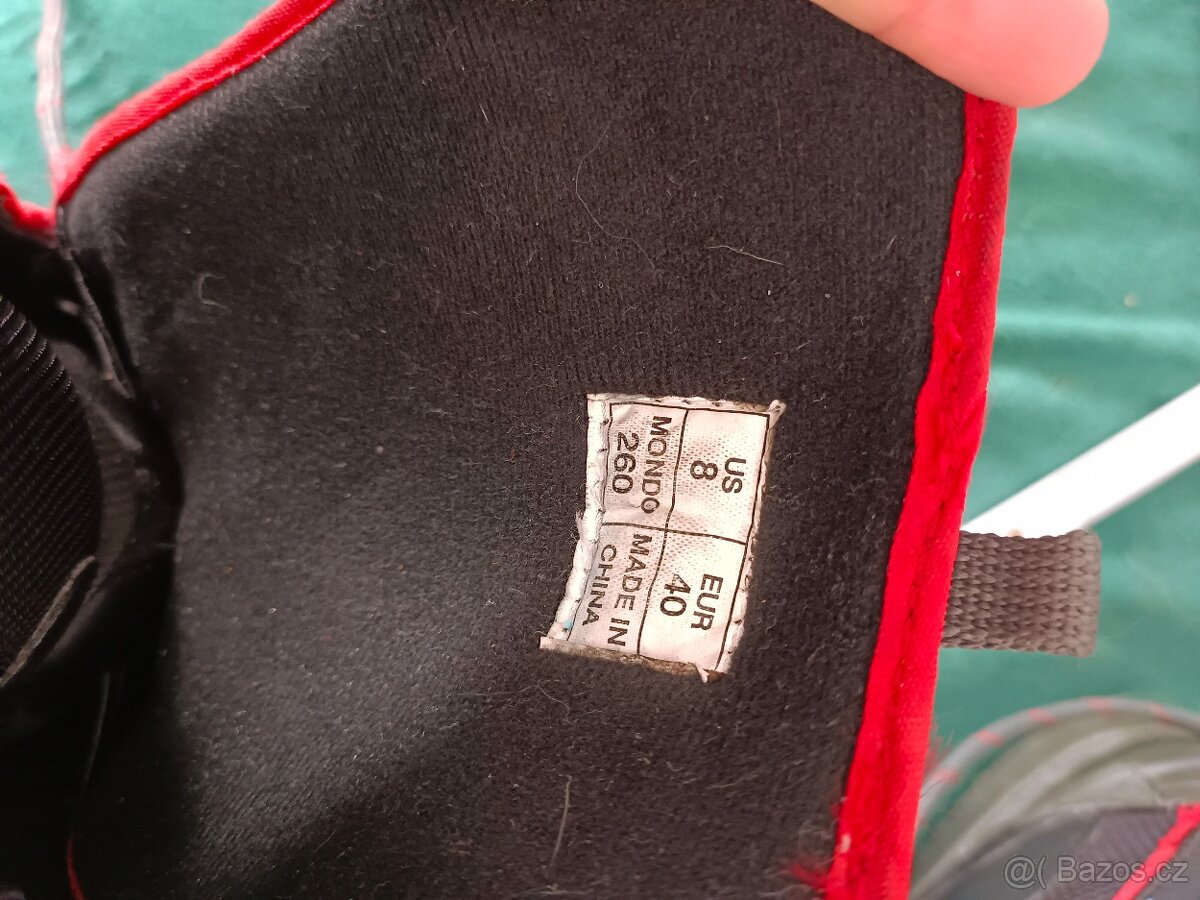 US
8
EUR
40
MONDO
260
MADE IN
CHINA
@( Bazos.cz